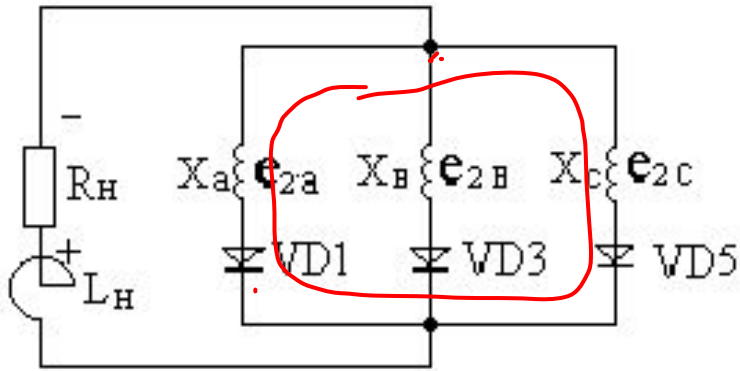 −
Rн
+
Lн
Xa e2a Xв e2в Xc e2c
VD1 VD3 VD5